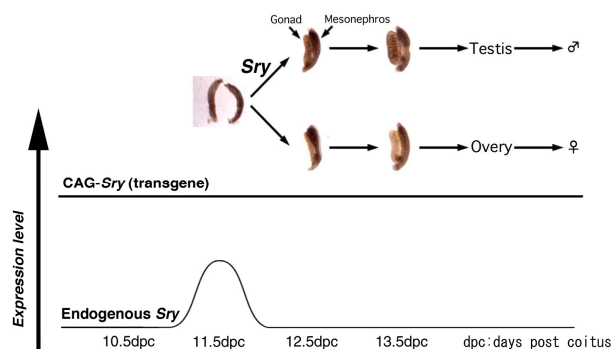 Gonad Mesonephros
Sry
Testis ♂
Overy ♀
CAG-Sry (transgene)
Expression level
Endogenous Sry
10.5dpc 11.5dpc 12.5dpc 13.5dpc dpc:days post coitus